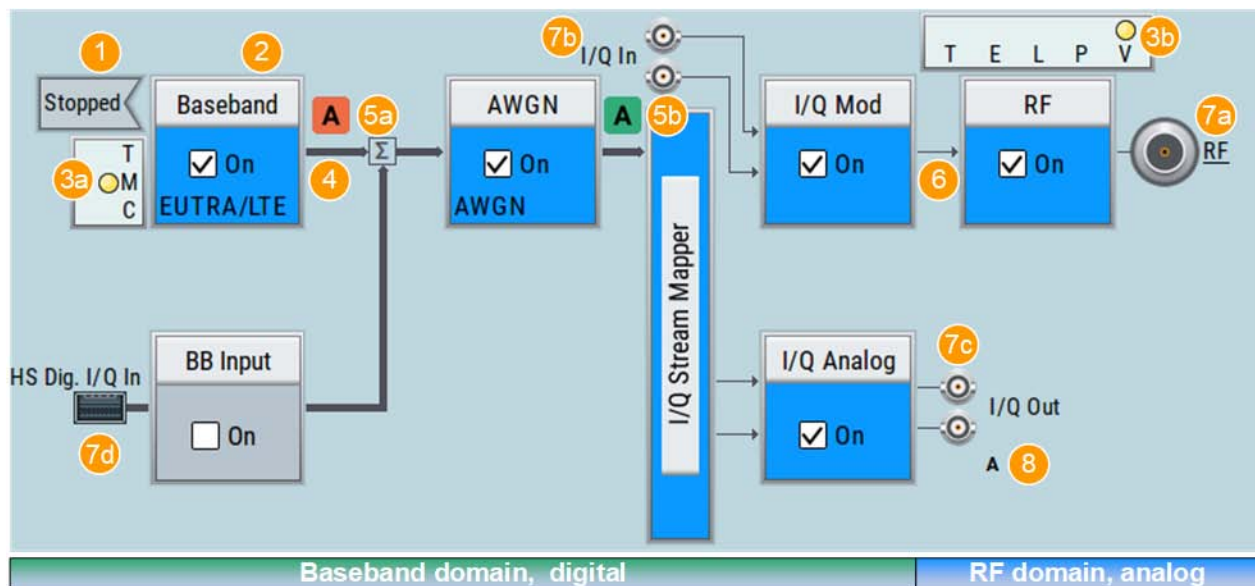 1
2
7b
I/Q In
T E L P V
3b
Stopped
Baseband
On
EUTRA/LTE
A
5a
Σ
4
3a
T
M
C
AWGN
On
AWGN
A
5b
I/Q Mod
On
6
RF
On
7a
RF
I/Q Stream Mapper
HS Dig. I/Q In
7d
BB Input
On
I/Q Analog
On
7c
I/Q Out
A
8
Baseband domain, digital
RF domain, analog